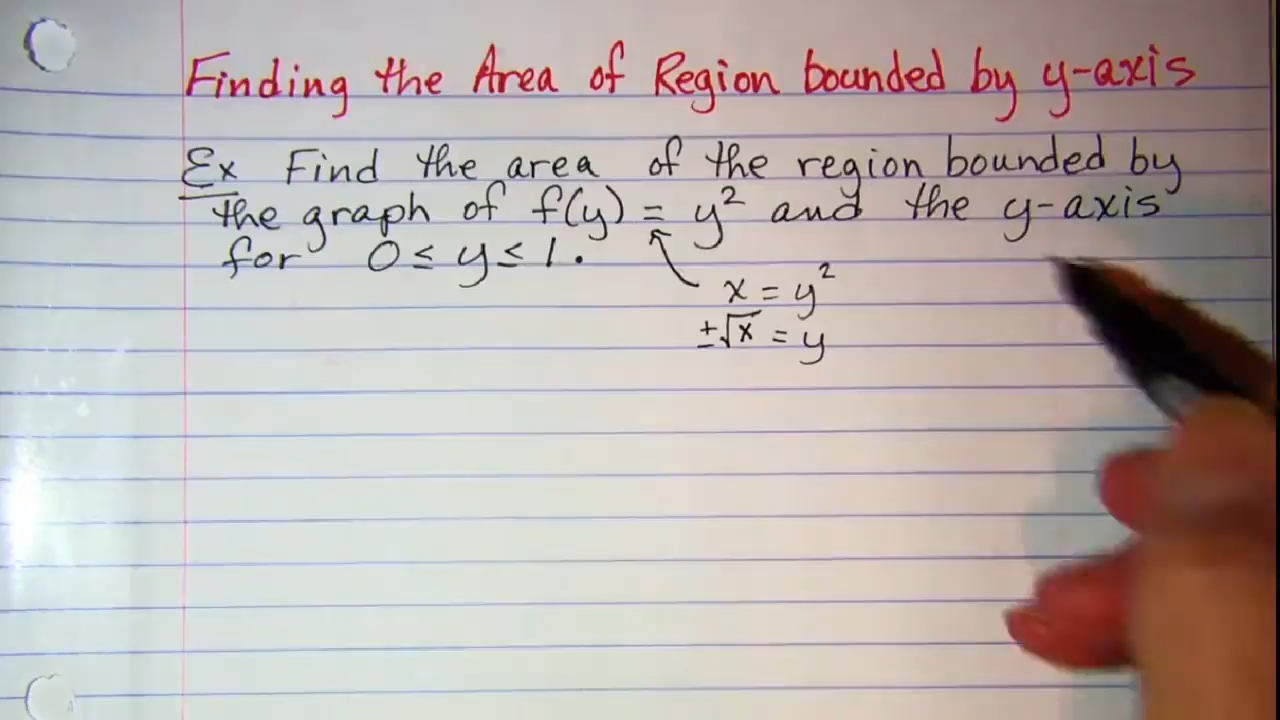 Finding the Area of Region bounded by y-axis
Ex Find the area of the region bounded by
the graph of f(y) = y² and the y-axis
for 0 ≤ y ≤ 1.
x = y²
±√x = y